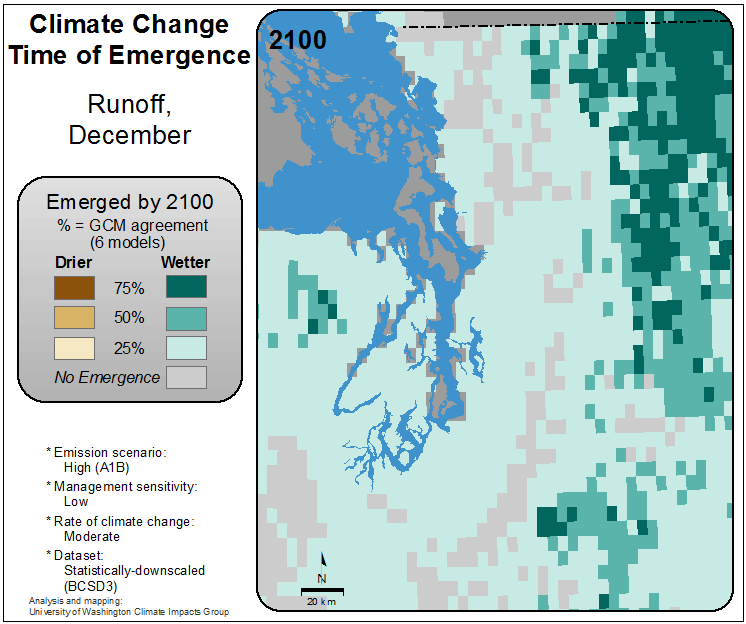 Climate Change
Time of Emergence
Runoff,
December
Emerged by 2100
% = GCM agreement
(6 models)
Drier Wetter
75%
50%
25%
No Emergence
* Emission scenario:
High (A1B)
* Management sensitivity:
Low
* Rate of climate change:
Moderate
* Dataset:
Statistically-downscaled
(BCSD3)
Analysis and mapping:
University of Washington Climate Impacts Group
2100
N
20 km